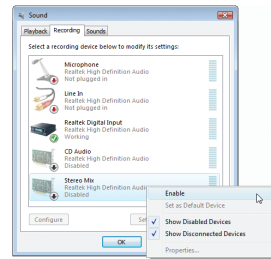 Sound
Playback Recording Sounds
Select a recording device below to modify its settings:
Microphone
Realtek High Definition Audio
Not plugged in
Line In
Realtek High Definition Audio
Not plugged in
Realtek Digital Input
Realtek High Definition Audio
Working
CD Audio
Realtek High Definition Audio
Disabled
Stereo Mix
Realtek High Definition Audio
Disabled
Enable
Set as Default Device
Show Disabled Devices
Show Disconnected Devices
Properties...
Configure
Set
OK